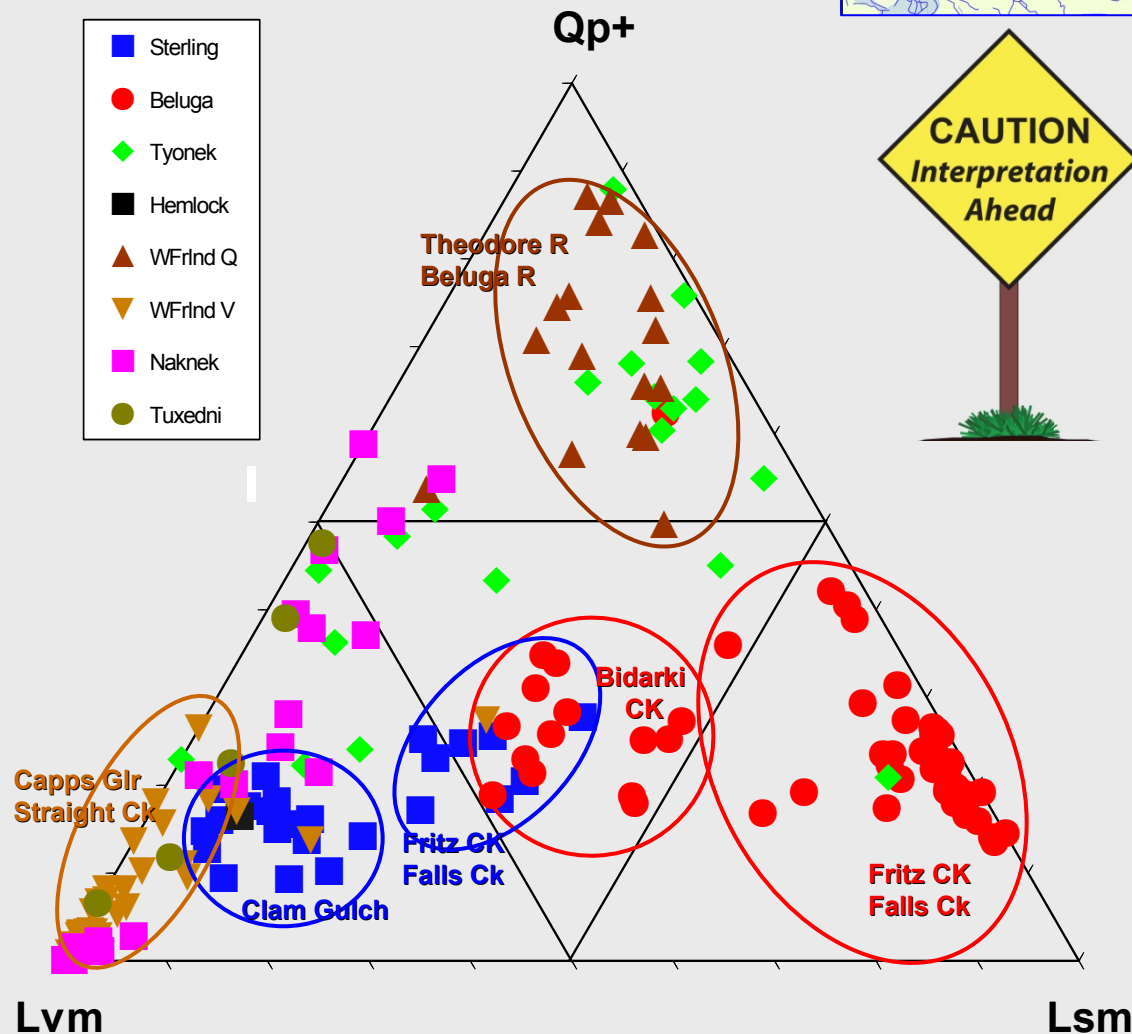 Qp+
Sterling
Beluga
Tyonek
Hemlock
WFrlnd Q
WFrlnd V
Naknek
Tuxedni
CAUTION
Interpretation
Ahead
Theodore R
Beluga R
Bidarki
CK
Capps Glr
Straight Ck
Fritz CK
Falls Ck
Clam Gulch
Fritz CK
Falls Ck
Lvm
Lsm